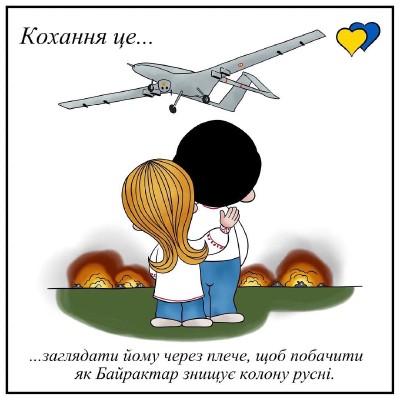 Кохання це...
...заглядати йому через плече, щоб побачити
як Байрактар знищує колону русні.